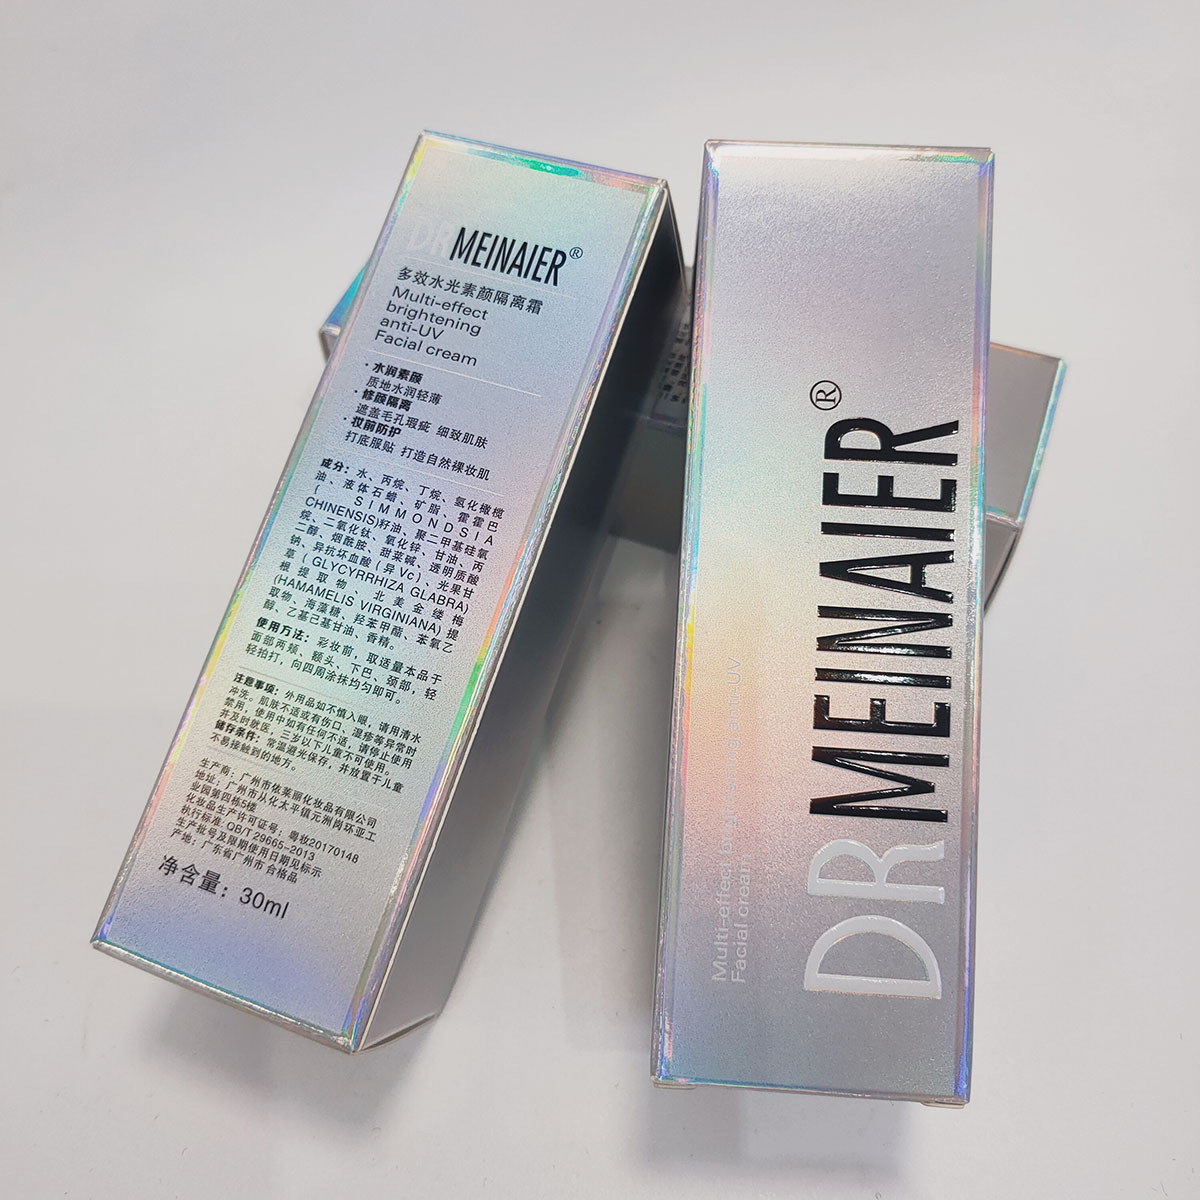 DR MEINAIER®
多效水光素颜隔离霜
Multi-effect
brightening
anti-UV
Facial cream
·水润素颜
质地水润轻薄
·修颜隔离
遮盖毛孔瑕疵 细致肌肤
·妆前防护
打底服贴 打造自然裸妆肌
成分：水、丙烷、丁烷、氢化橄榄
油、液体石蜡、矿脂、霍霍巴
(SIMMONDSIA
CHINENSIS)籽油、聚二甲基硅氧
烷、二氧化钛、氧化锌、甘油、丙
二醇、烟酰胺、甜菜碱、透明质酸
钠、异抗坏血酸（异Vc）、光果甘
草(GLYCYRRHIZA GLABRA)
根提取物、北美金缕梅
(HAMAMELIS VIRGINIANA)提
取物、海藻糖、羟苯甲酯、苯氧乙
醇、乙基己基甘油、香精。
使用方法：彩妆前，取适量本品于
面部两颊、额头、下巴、颈部，轻
轻拍打，向四周涂抹均匀即可。
注意事项：外用品如不慎入眼，请用清水
冲洗。肌肤不适或有伤口、湿疹等异常时
禁用，使用中如有任何不适，请停止使用
并及时就医，三岁以下儿童不可使用。
储存条件：常温避光保存，并放置于儿童
不易接触到的地方。
生产商：广州市依芙丽化妆品有限公司
地址：广州市从化太平镇元洲岗环亚工
业园第四栋5楼
化妆品生产许可证号：粤妆20170148
执行标准：QB/T 29665-2013
生产批号及限期使用日期见标示
产地：广东省广州市 合格品
净含量：30ml
DR MEINAIER®
Multi-effect brightening anti-UV
Facial cream